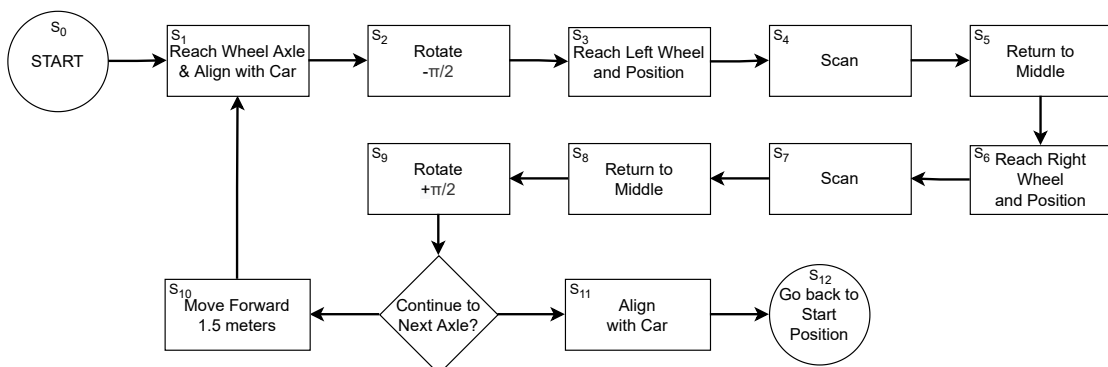 S0
START
S1
Reach Wheel Axle
& Align with Car
S2
Rotate
-π/2
S3
Reach Left Wheel
and Position
S4
Scan
S5
Return to
Middle
S6
Reach Right
Wheel
and Position
S7
Scan
S8
Return to
Middle
S9
Rotate
+π/2
Continue to
Next Axle?
S10
Move Forward
1.5 meters
S11
Align
with Car
S12
Go back to
Start
Position